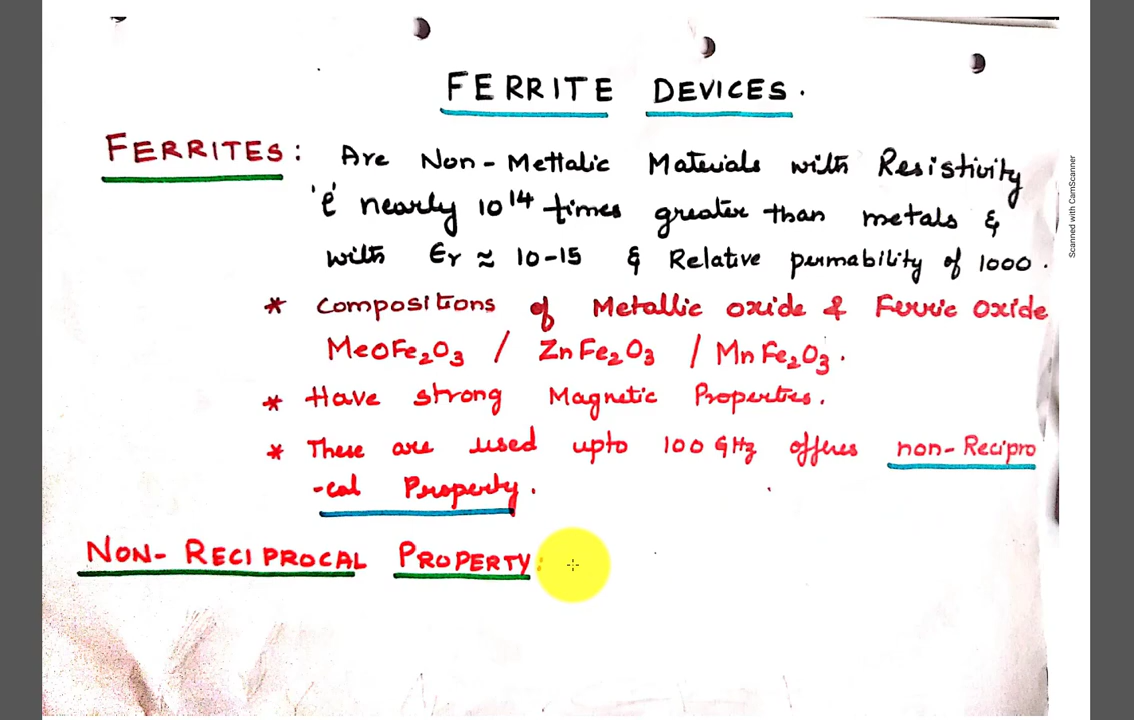 FERRITE DEVICES.
FERRITES: Are Non-Mettalic Materials with Resistivity
'ρ' nearly 10¹⁴ times greater than metals &
with Er ≈ 10-15 & Relative permability of 1000.
* Compositions of Metallic oxide & Ferric oxide
MeOFe₂O₃ / ZnFe₂O₃ / MnFe₂O₃.
* Have strong Magnetic Properties.
* These are used upto 100 GHz offers non-Recipro
-cal Property.
NON-RECIPROCAL PROPERTY:
Scanned with CamScanner